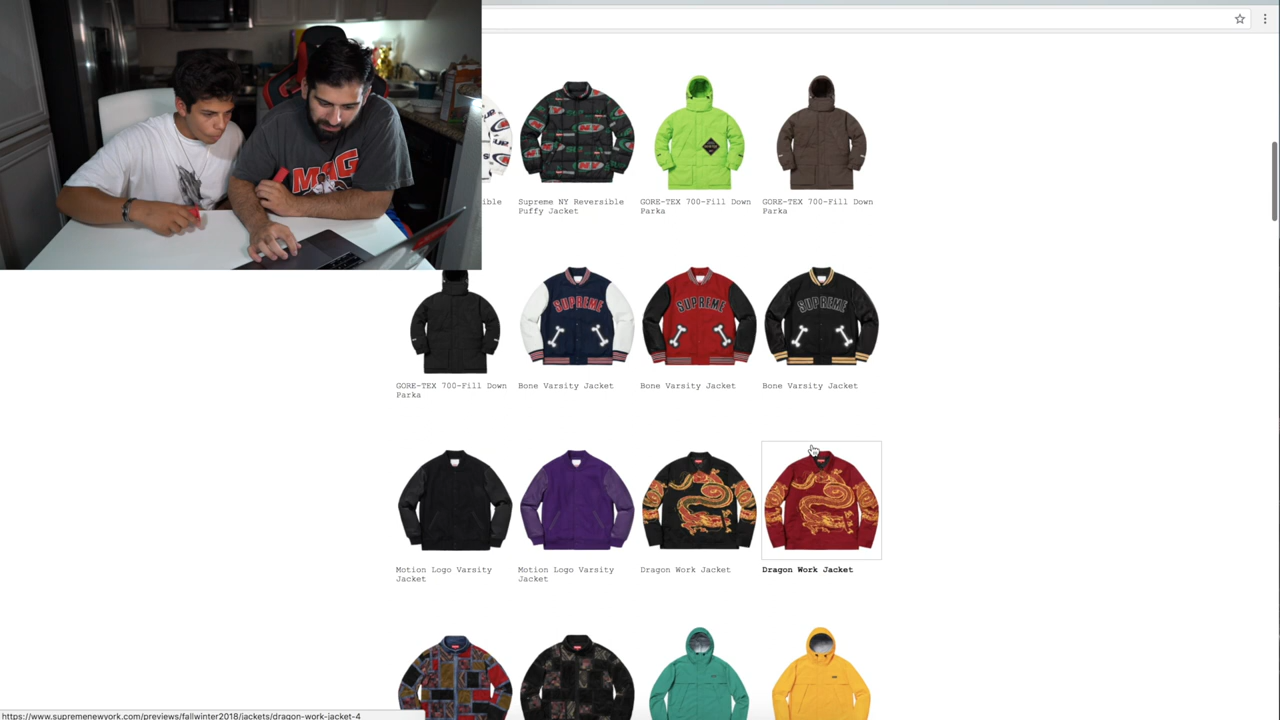 Supreme NY Reversible
Puffy Jacket
GORE-TEX 700-Fill Down
Parka
GORE-TEX 700-Fill Down
Parka
SUPREME
SUPREME
SUPREME
GORE-TEX 700-Fill Down
Parka
Bone Varsity Jacket
Bone Varsity Jacket
Bone Varsity Jacket
Motion Logo Varsity
Jacket
Motion Logo Varsity
Jacket
Dragon Work Jacket
Dragon Work Jacket
https://www.supremenewyork.com/previews/fallwinter2018/jackets/dragon-work-jacket-4